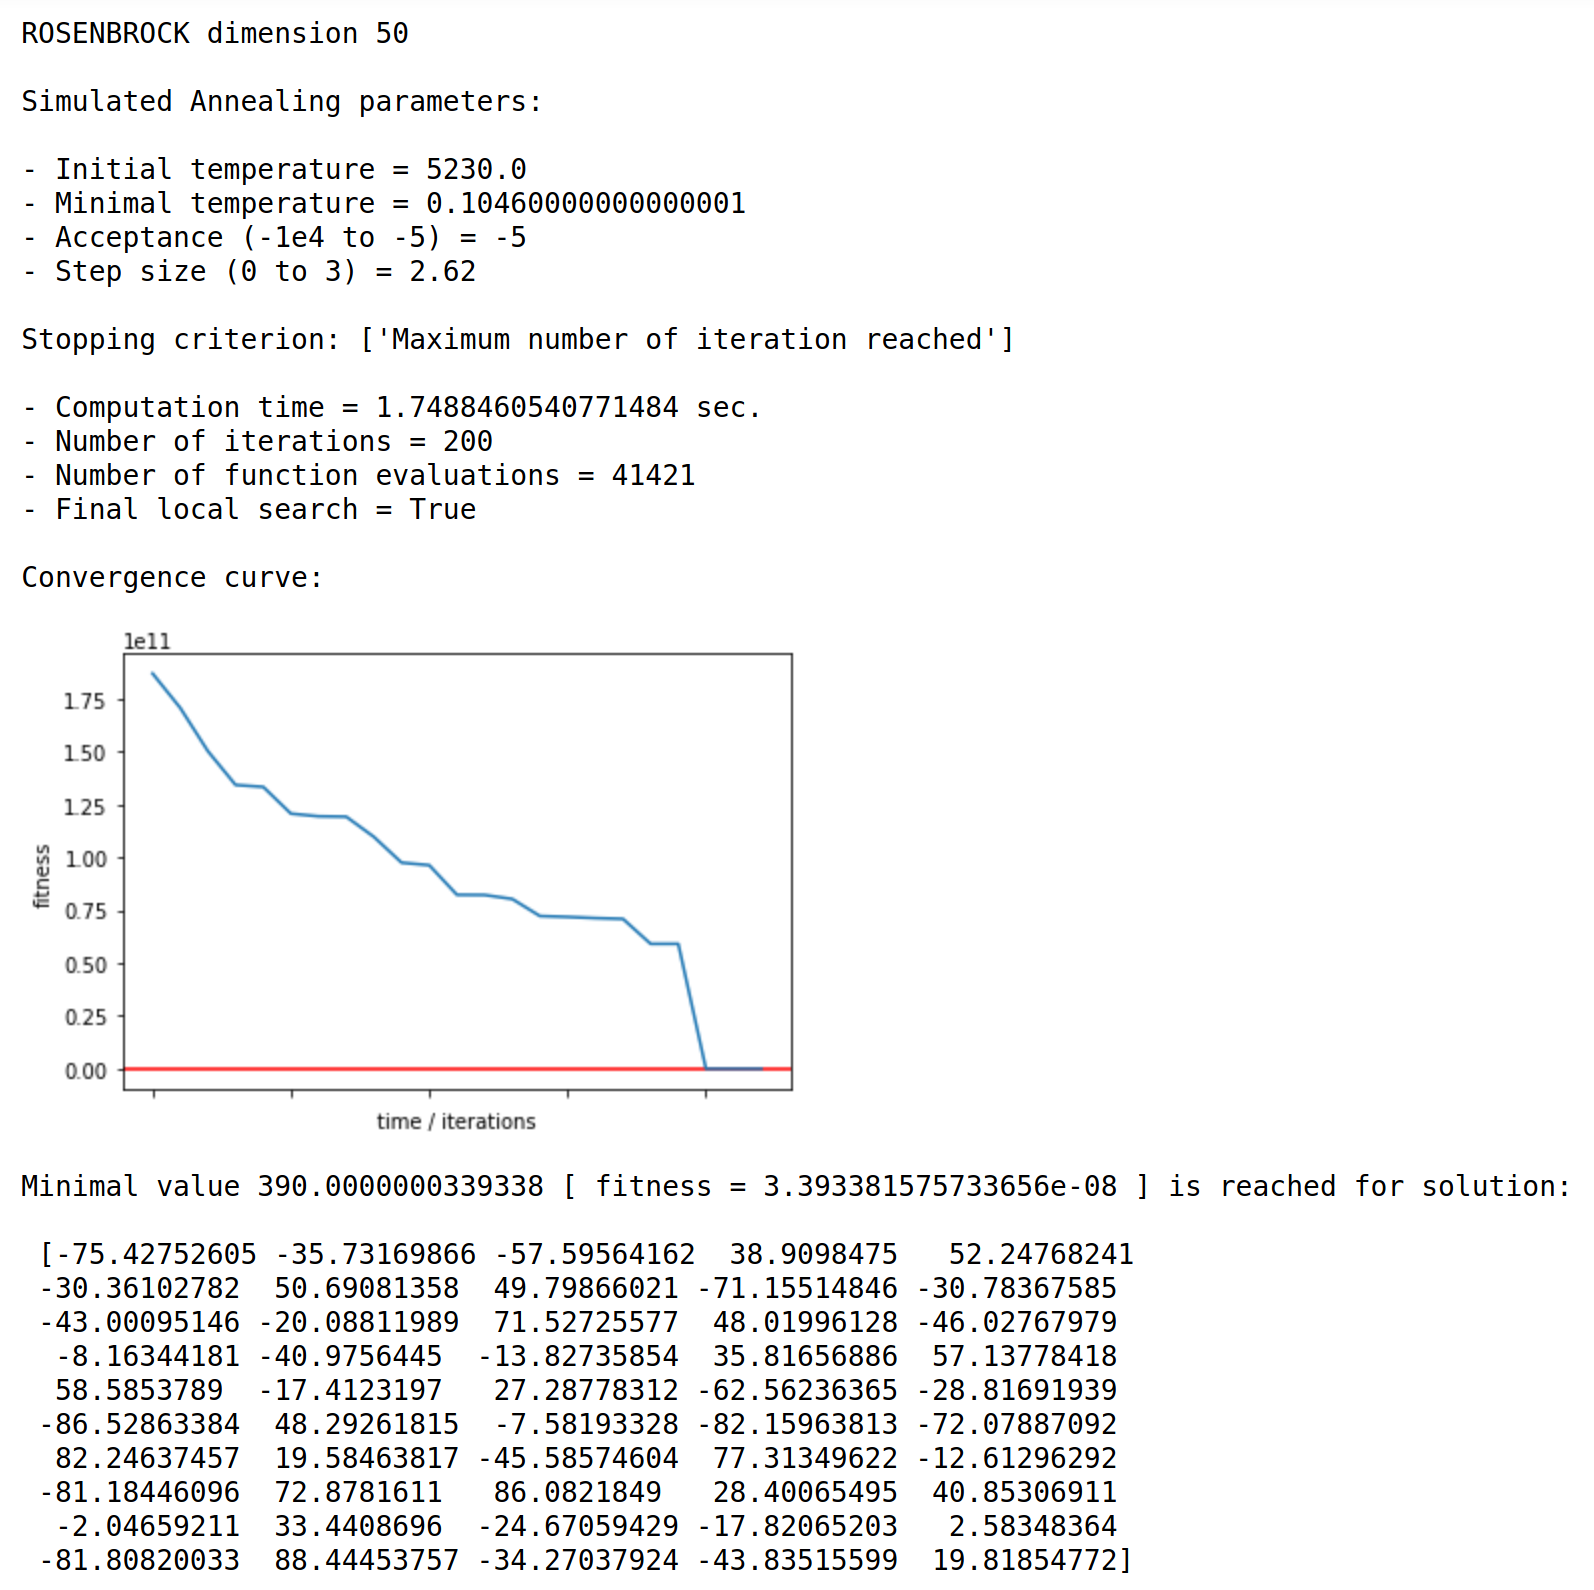 ROSENBROCK dimension 50
Simulated Annealing parameters:
- Initial temperature = 5230.0
- Minimal temperature = 0.10460000000000001
- Acceptance (-1e4 to -5) = -5
- Step size (0 to 3) = 2.62
Stopping criterion: ['Maximum number of iteration reached']
- Computation time = 1.7488460540771484 sec.
- Number of iterations = 200
- Number of function evaluations = 41421
- Final local search = True
Convergence curve:
1e11
1.75
1.50
1.25
1.00
0.75
0.50
0.25
0.00
fitness
time / iterations
Minimal value 390.0000000339338 [ fitness = 3.393381575733656e-08 ] is reached for solution:
[-75.42752605 -35.73169866 -57.59564162 38.9098475 52.24768241
-30.36102782 50.69081358 49.79866021 -71.15514846 -30.78367585
-43.00095146 -20.08811989 71.52725577 48.01996128 -46.02767979
-8.16344181 -40.9756445 -13.82735854 35.81656886 57.13778418
58.5853789 -17.4123197 27.28778312 -62.56236365 -28.81691939
-86.52863384 48.29261815 -7.58193328 -82.15963813 -72.07887092
82.24637457 19.58463817 -45.58574604 77.31349622 -12.61296292
-81.18446096 72.8781611 86.0821849 28.40065495 40.85306911
-2.04659211 33.4408696 -24.67059429 -17.82065203 2.58348364
-81.80820033 88.44453757 -34.27037924 -43.83515599 19.81854772]